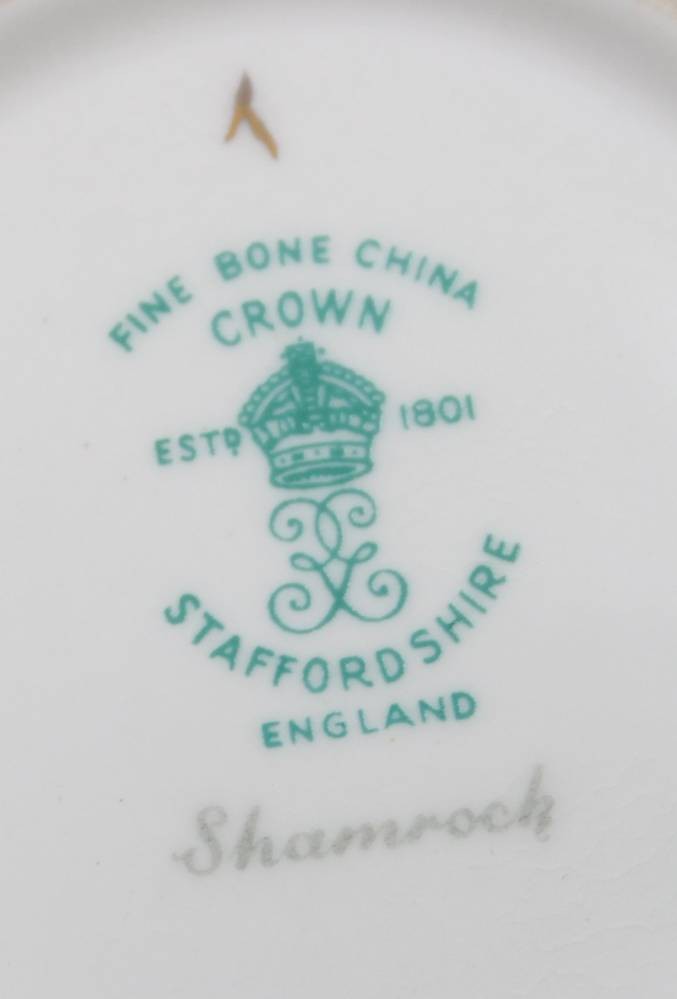 FINE BONE CHINA
CROWN
ESTD 1801
STAFFORDSHIRE
ENGLAND
Shamrock